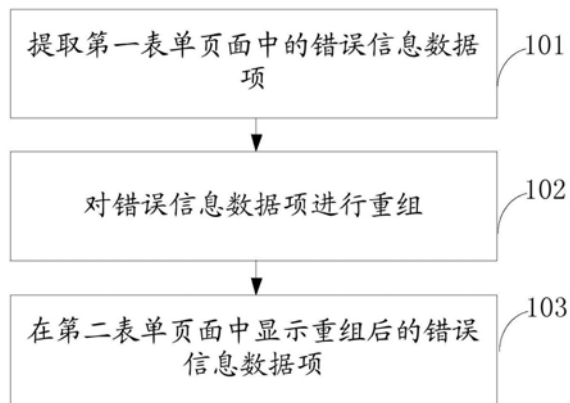 提取第一表单页面中的错误信息数据
项
101
对错误信息数据项进行重组
102
在第二表单页面中显示重组后的错误
信息数据项
103